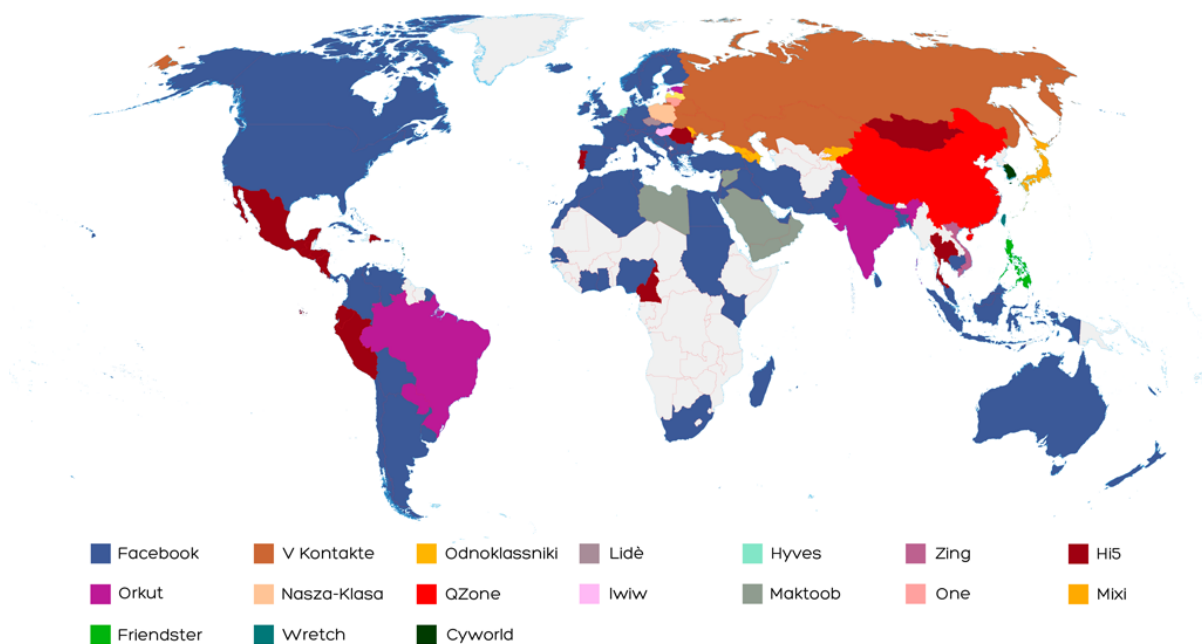 Facebook V Kontakte Odnoklassniki Lidè Hyves Zing Hi5
Orkut Nasza-Klasa QZone Iwiw Maktoob One Mixi
Friendster Wretch Cyworld